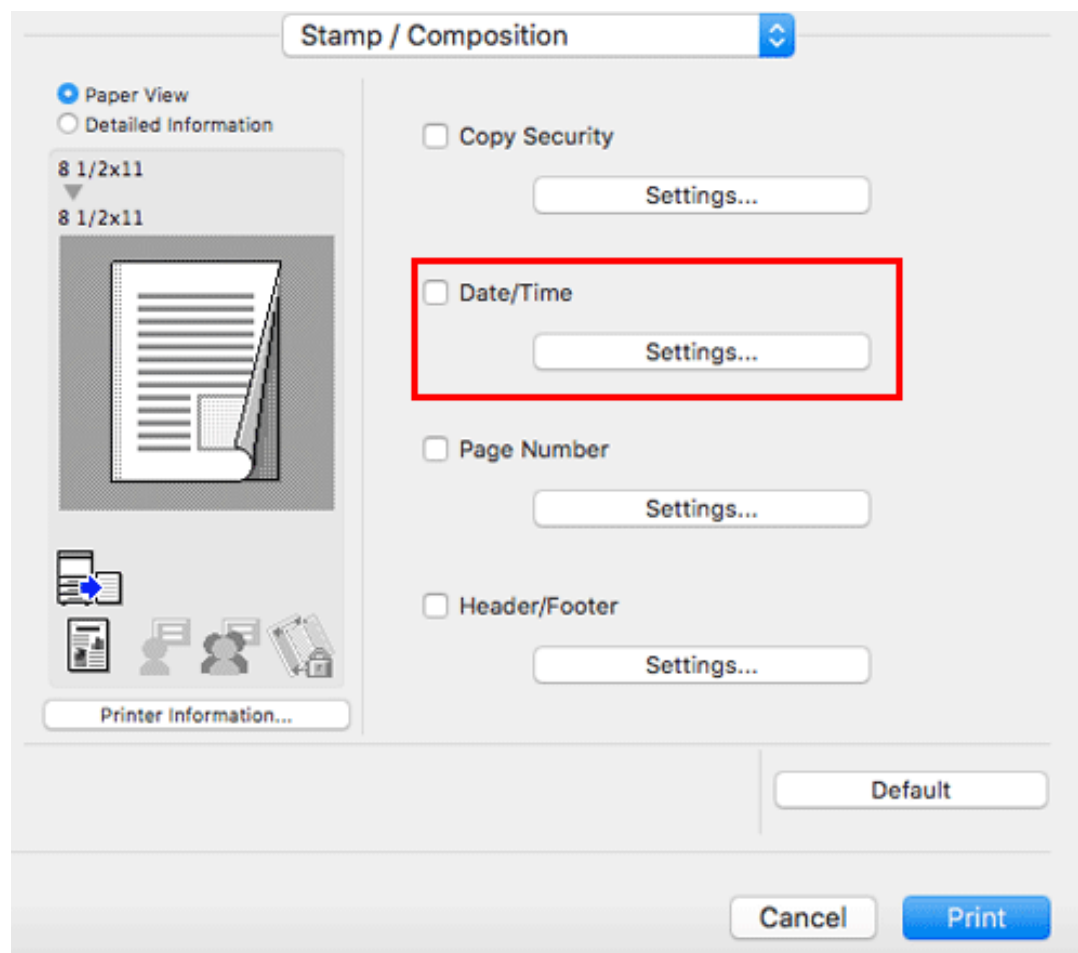 Stamp / Composition
Paper View
Detailed Information
8 1/2x11
8 1/2x11
Printer Information...
Copy Security
Settings...
Date/Time
Settings...
Page Number
Settings...
Header/Footer
Settings...
Default
Cancel
Print